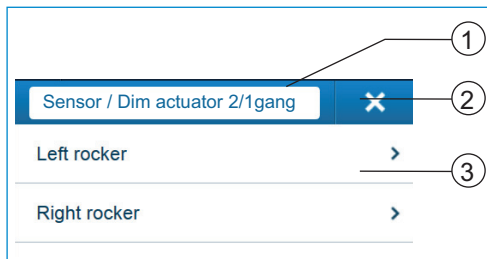 1
Sensor / Dim actuator 2/1gang
2
Left rocker
3
Right rocker